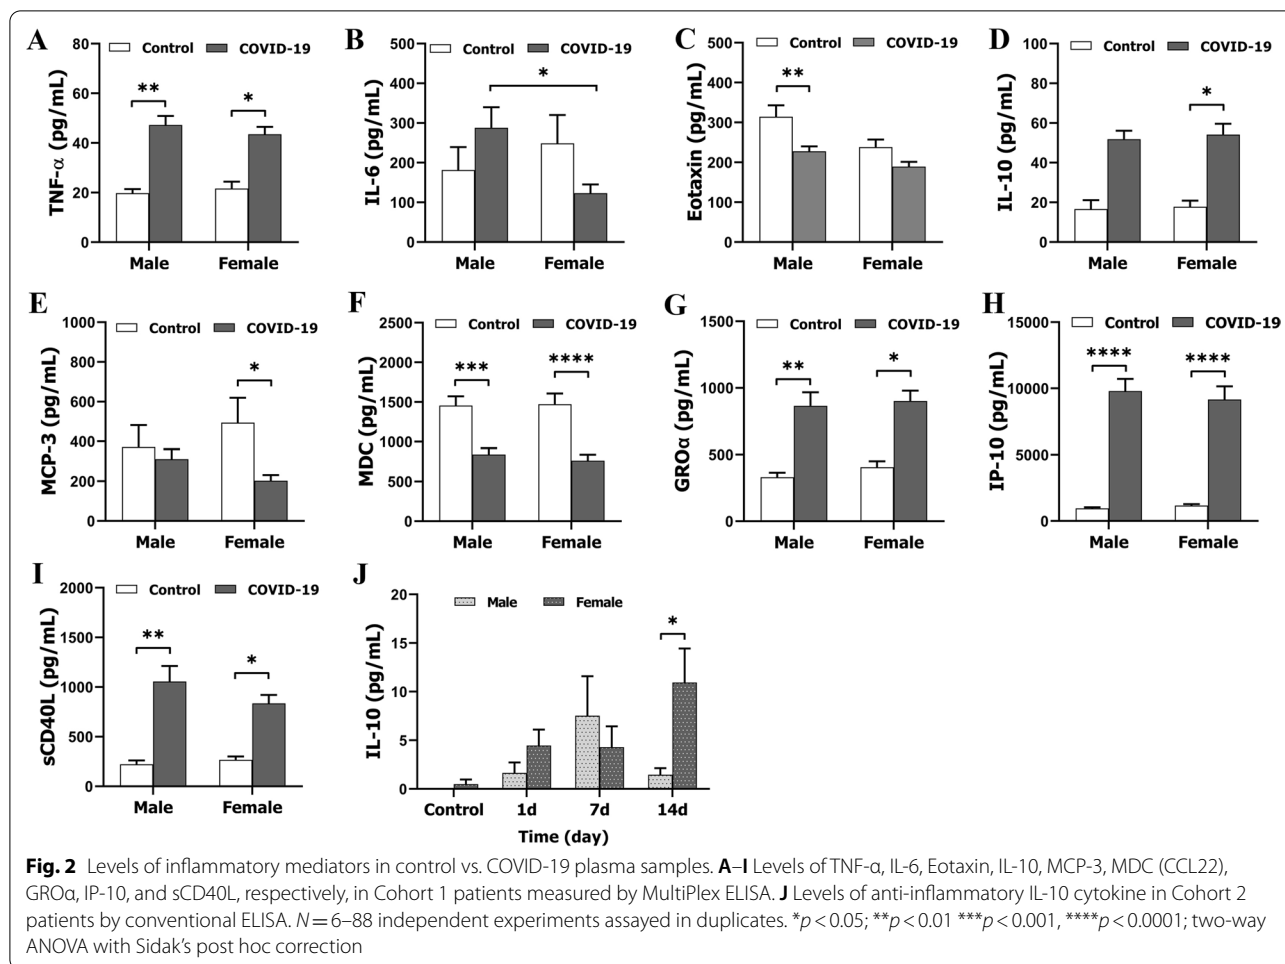 A
Control COVID-19
TNF-α (pg/mL)
80
60
40
20
0
** *
Male Female
B
Control COVID-19
IL-6 (pg/mL)
500
400
300
200
100
0
*
Male Female
C
Control COVID-19
Eotaxin (pg/mL)
500
400
300
200
100
0
**
Male Female
D
Control COVID-19
IL-10 (pg/mL)
100
80
60
40
20
0
*
Male Female
E
Control COVID-19
MCP-3 (pg/mL)
1000
800
600
400
200
0
*
Male Female
F
Control COVID-19
MDC (pg/mL)
2500
2000
1500
1000
500
0
*** ****
Male Female
G
Control COVID-19
GROα (pg/mL)
1500
1000
500
0
** *
Male Female
H
Control COVID-19
IP-10 (pg/mL)
15000
10000
5000
0
**** ****
Male Female
I
Control COVID-19
sCD40L (pg/mL)
2000
1500
1000
500
0
** *
Male Female
J
Male Female
IL-10 (pg/mL)
20
15
10
5
0
*
Control 1d 7d 14d
Time (day)
Fig. 2 Levels of inflammatory mediators in control vs. COVID-19 plasma samples. A–I Levels of TNF-α, IL-6, Eotaxin, IL-10, MCP-3, MDC (CCL22),
GROα, IP-10, and sCD40L, respectively, in Cohort 1 patients measured by MultiPlex ELISA. J Levels of anti-inflammatory IL-10 cytokine in Cohort 2
patients by conventional ELISA. N = 6–88 independent experiments assayed in duplicates. *p < 0.05; **p < 0.01 ***p < 0.001, ****p < 0.0001; two-way
ANOVA with Sidak's post hoc correction